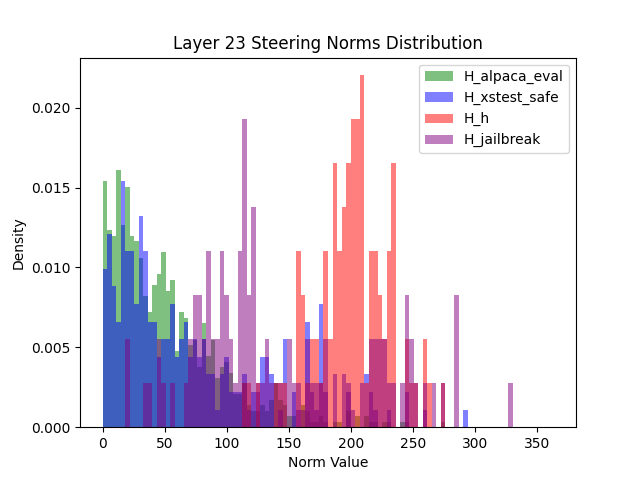 Layer 23 Steering Norms Distribution
H_alpaca_eval
H_xstest_safe
H_h
H_jailbreak
0.020
0.015
0.010
0.005
0.000
Density
0 50 100 150 200 250 300 350
Norm Value